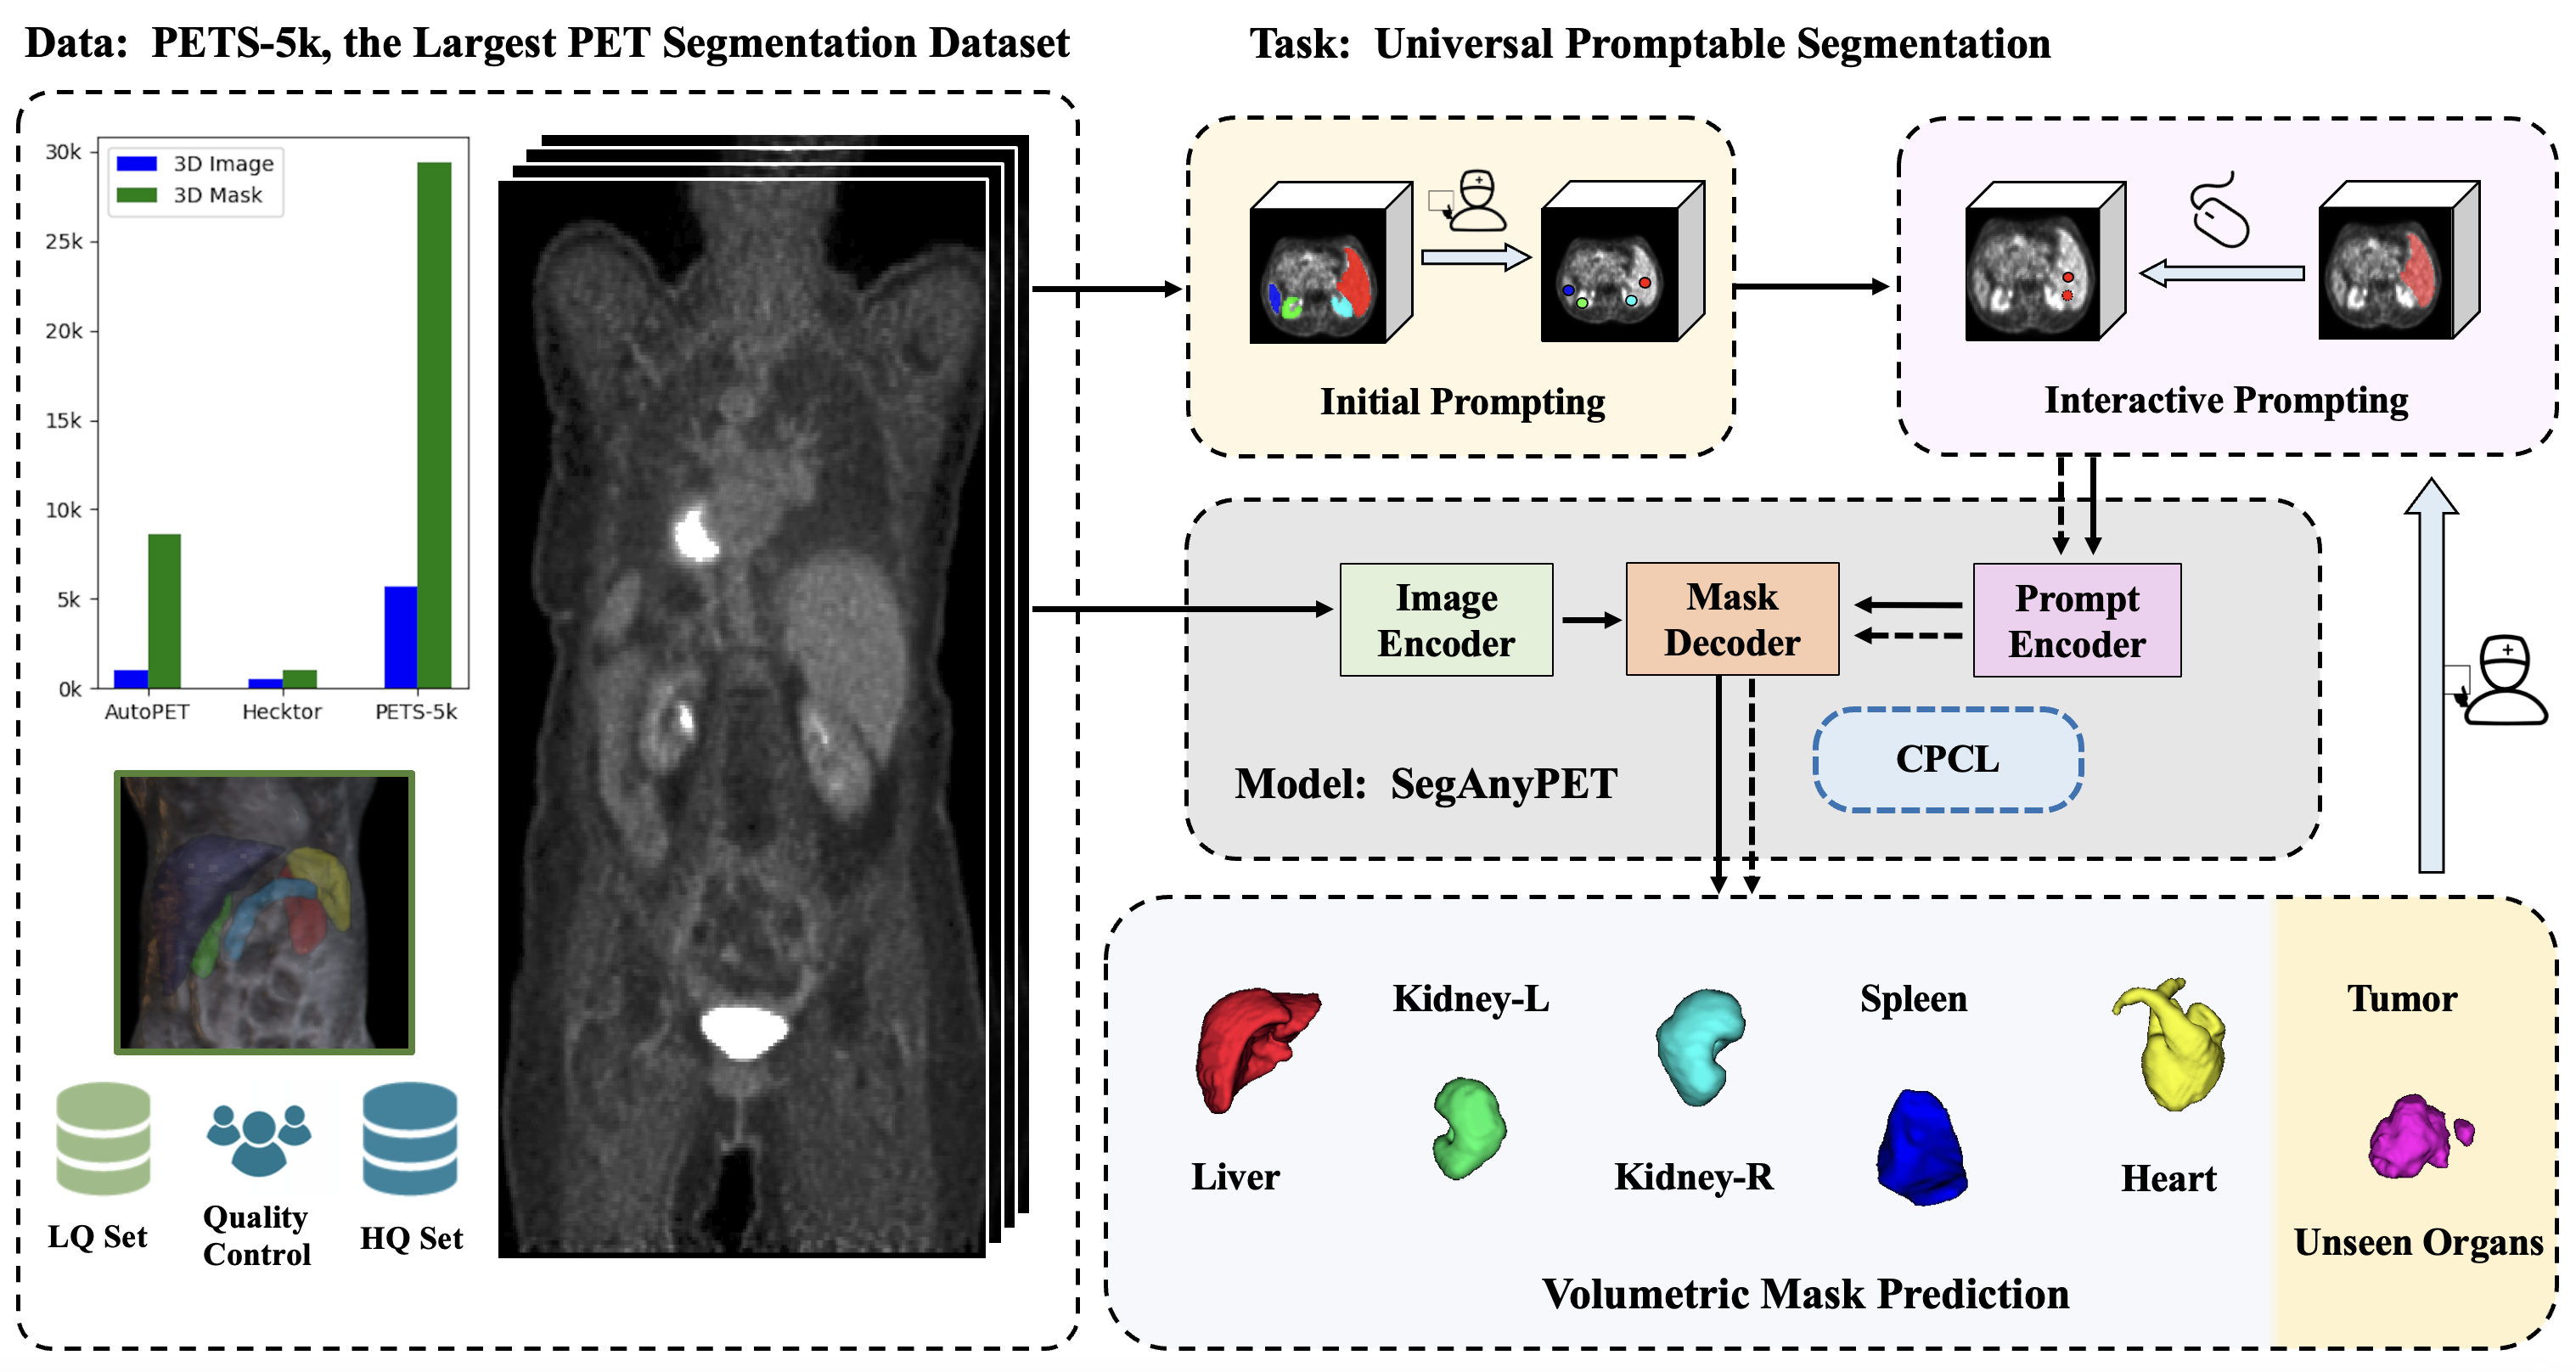 Data: PETS-5k, the Largest PET Segmentation Dataset
Task: Universal Promptable Segmentation
30k
25k
20k
15k
10k
5k
0k
3D Image
3D Mask
AutoPET
Hecktor
PETS-5k
LQ Set
Quality
Control
HQ Set
Initial Prompting
Interactive Prompting
Image
Encoder
Mask
Decoder
Prompt
Encoder
CPCL
Model: SegAnyPET
Liver
Kidney-L
Kidney-R
Spleen
Heart
Tumor
Unseen Organs
Volumetric Mask Prediction